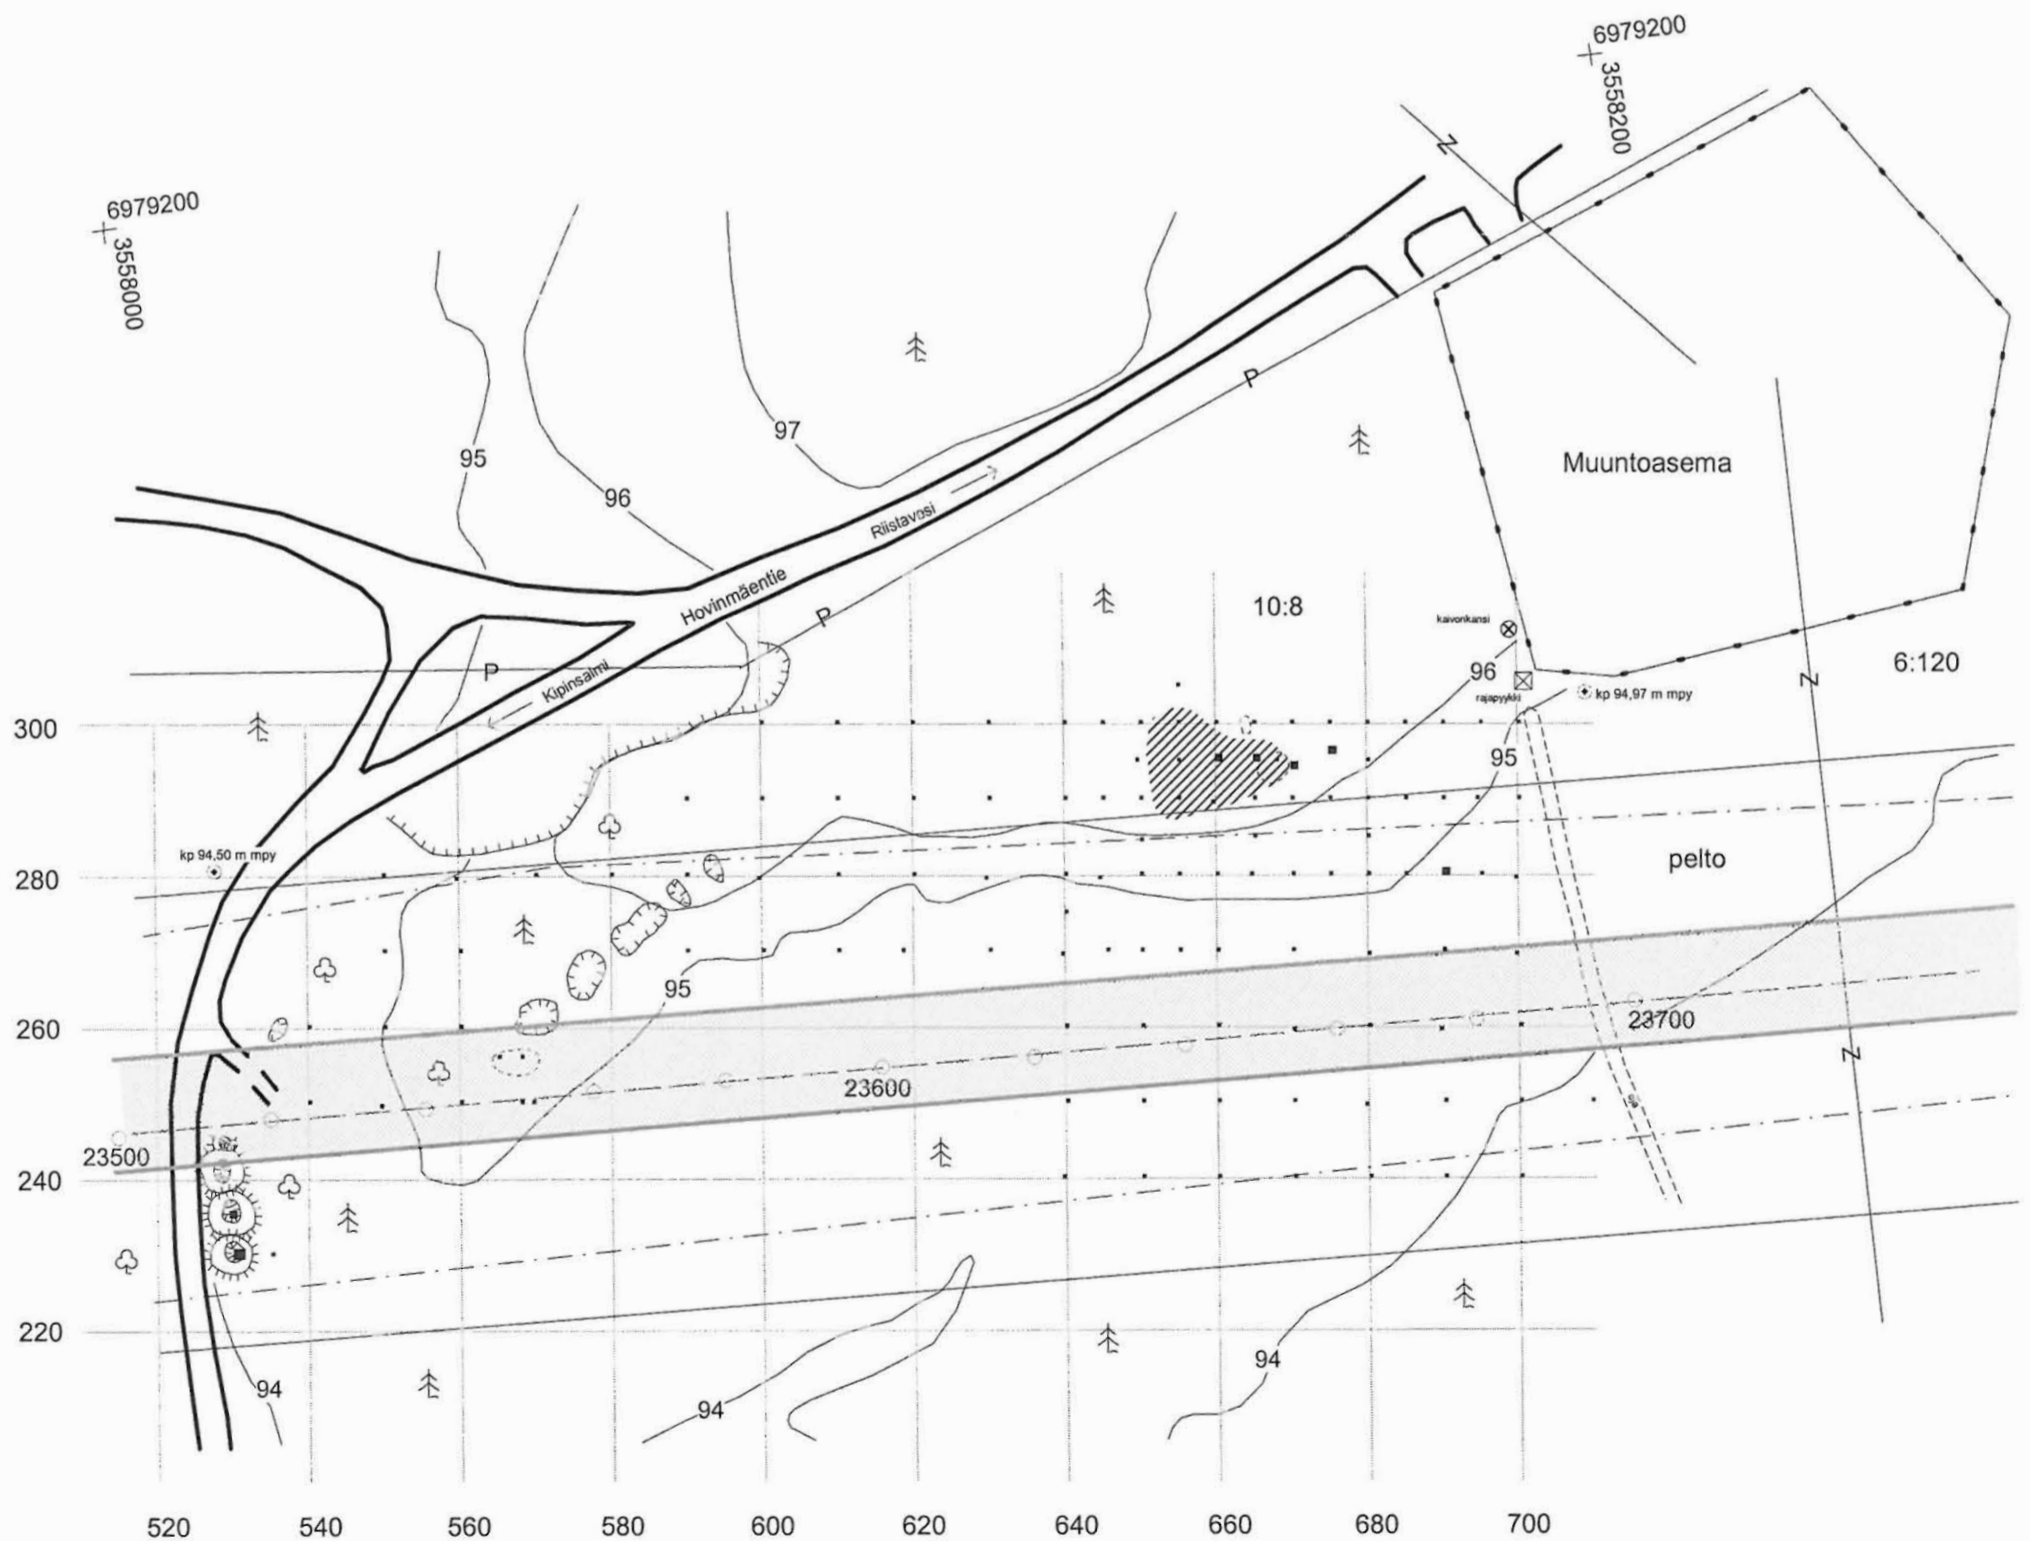 6979200
3558200
6979200
3558000
Z
97
95
96
P
Muuntoasema
Riistavesi
Hovinmäentie
P
10:8
kaivonkansi
P
Kipinsalmi
96
6:120
Z
rajapyykki
kp 94,97 m mpy
300
95
kp 94,50 m mpy
pelto
280
95
260
23700
Z
23600
23500
240
220
94
94
94
520 540 560 580 600 620 640 660 680 700